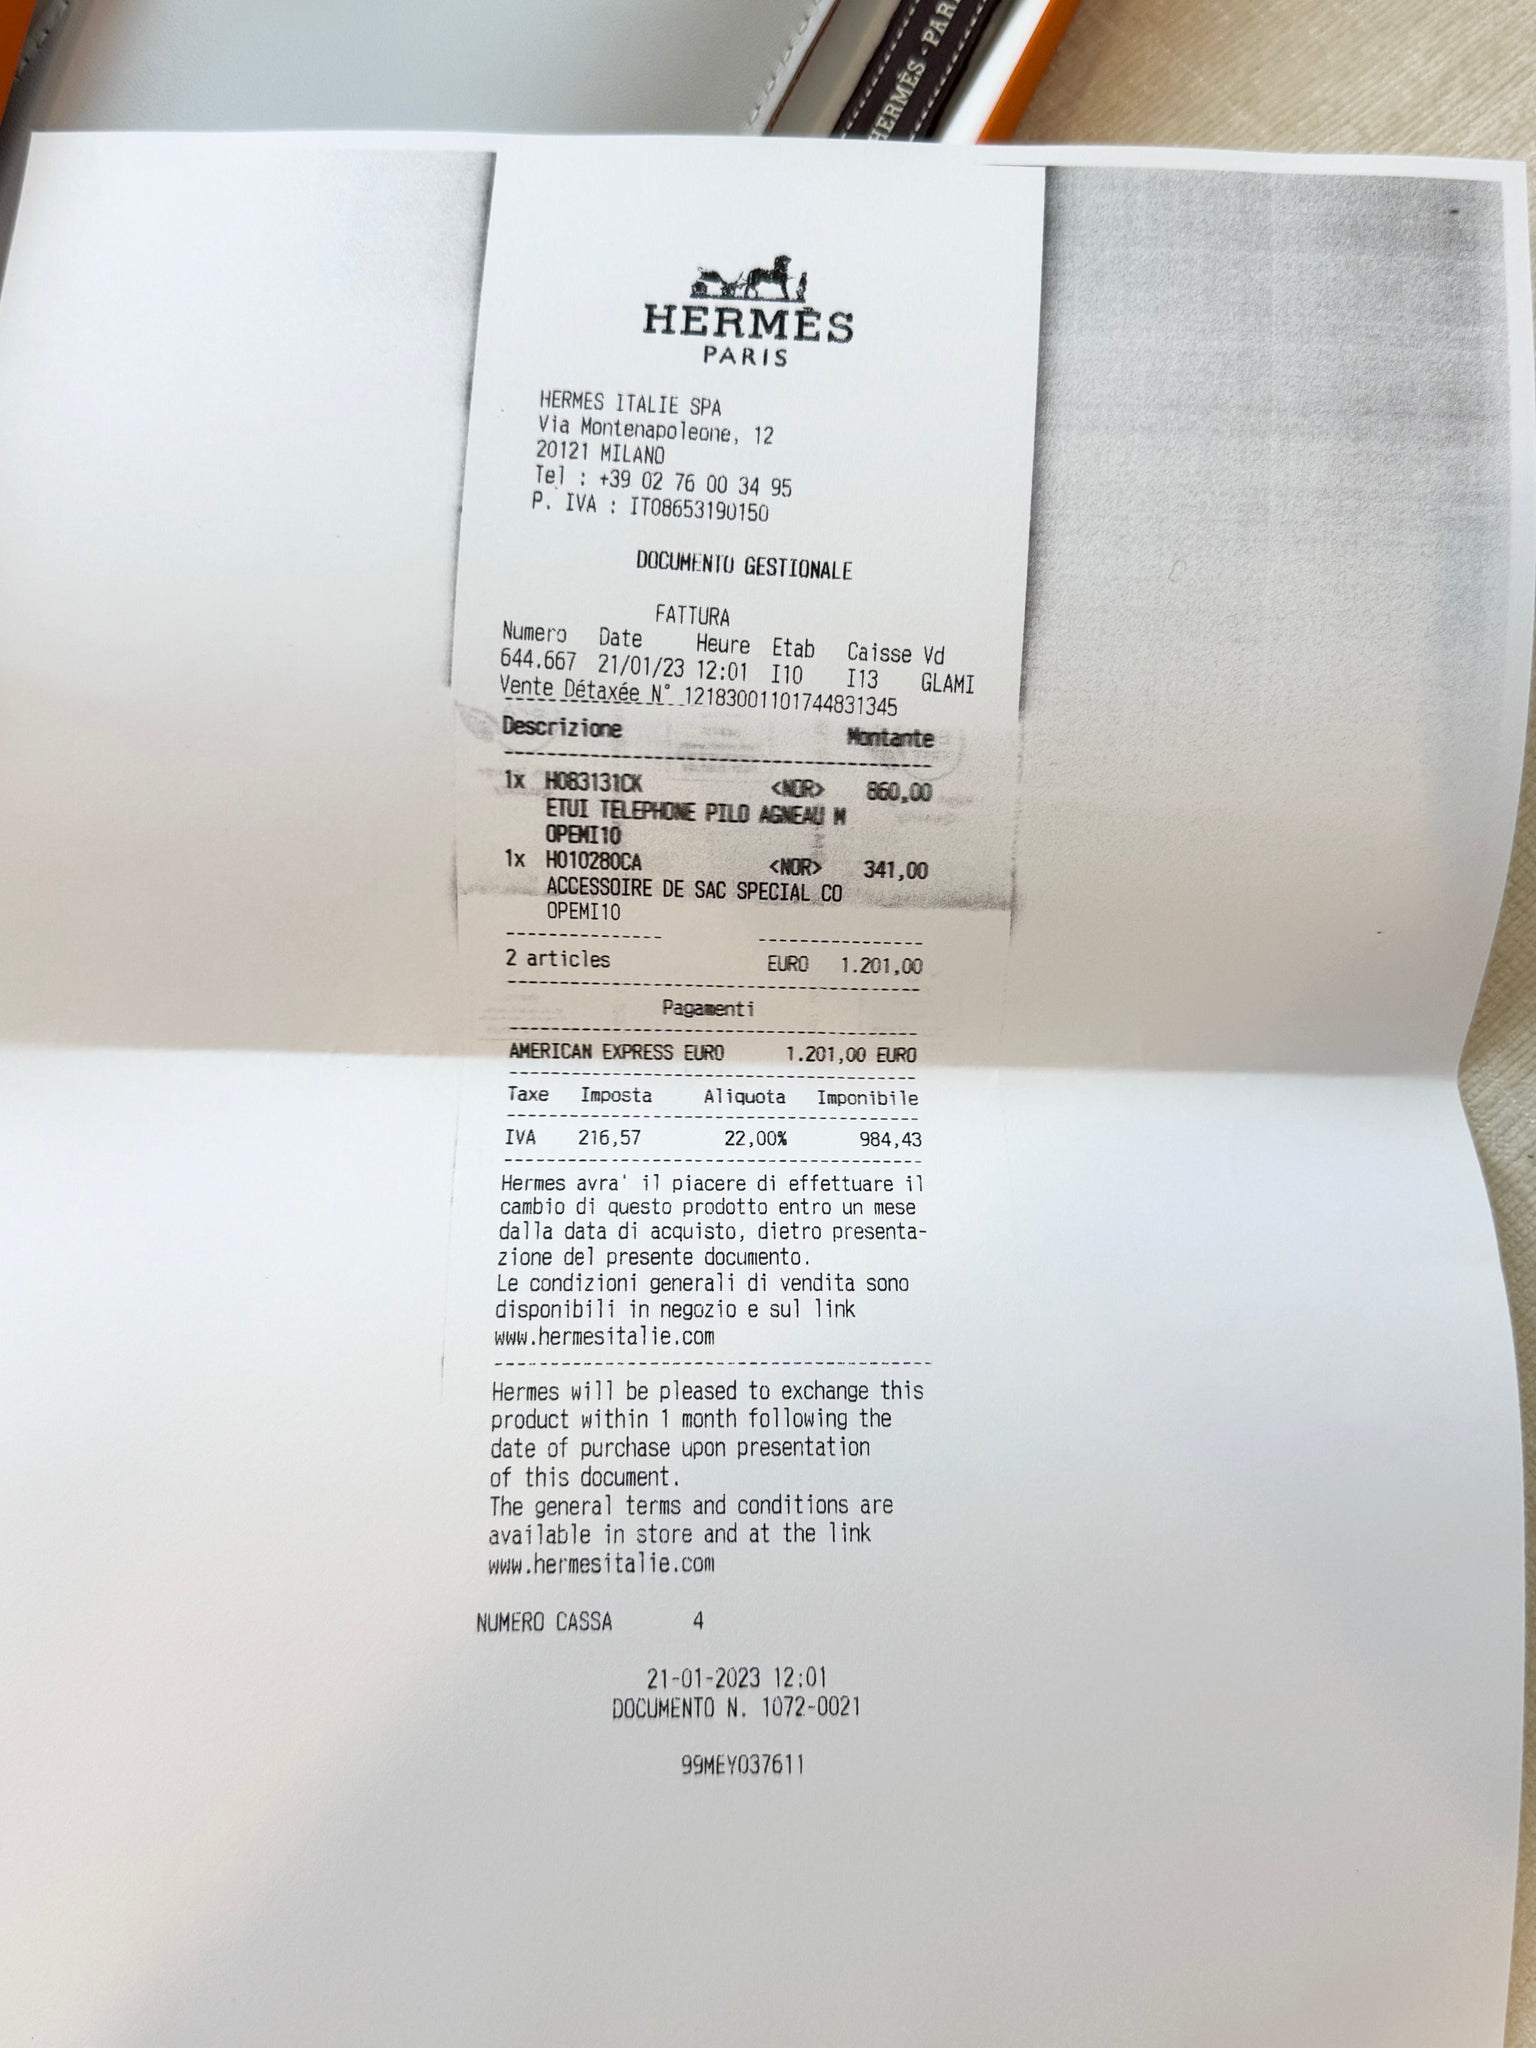 HERMÈS - PARI
HERMÈS
PARIS
HERMES ITALIE SPA
Via Montenapoleone, 12
20121 MILANO
Tel : +39 02 76 00 34 95
P. IVA : IT08653190150
DOCUMENTO GESTIONALE
FATTURA
Numero Date Heure Etab Caisse Vd
644.667 21/01/23 12:01 I10 I13 GLAMI
Vente Détaxée N° 12183001101744831345
Descrizione Montante
1x H083131CK <NOR> 860,00
ETUI TELEPHONE PILO AGNEAU M
OPEMI10
1x H010280CA <NOR> 341,00
ACCESSOIRE DE SAC SPECIAL CO
OPEMI10
2 articles EURO 1.201,00
Pagamenti
AMERICAN EXPRESS EURO 1.201,00 EURO
Taxe Imposta Aliquota Imponibile
IVA 216,57 22,00% 984,43
Hermes avra' il piacere di effettuare il
cambio di questo prodotto entro un mese
dalla data di acquisto, dietro presenta-
zione del presente documento.
Le condizioni generali di vendita sono
disponibili in negozio e sul link
www.hermesitalie.com
Hermes will be pleased to exchange this
product within 1 month following the
date of purchase upon presentation
of this document.
The general terms and conditions are
available in store and at the link
www.hermesitalie.com
NUMERO CASSA 4
21-01-2023 12:01
DOCUMENTO N. 1072-0021
99MEY037611